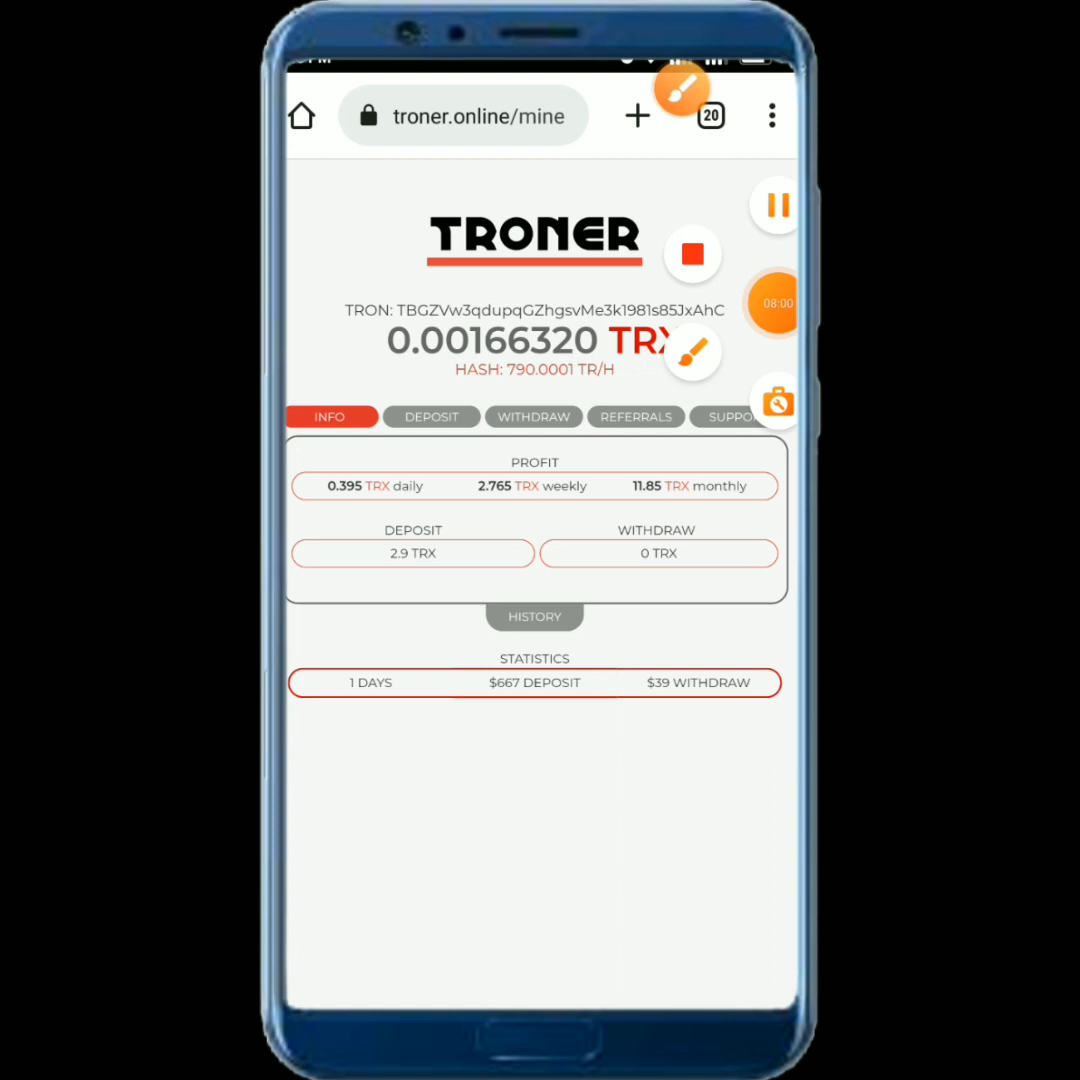 troner.online/mine
20
TRONER
08:00
TRON: TBGZVw3qdupqGZhgsvMe3k1981s85JxAhC
0.00166320 TRX
HASH: 790.0001 TR/H
INFO DEPOSIT WITHDRAW REFERRALS SUPPO
PROFIT
0.395 TRX daily 2.765 TRX weekly 11.85 TRX monthly
DEPOSIT WITHDRAW
2.9 TRX 0 TRX
HISTORY
STATISTICS
1 DAYS $667 DEPOSIT $39 WITHDRAW